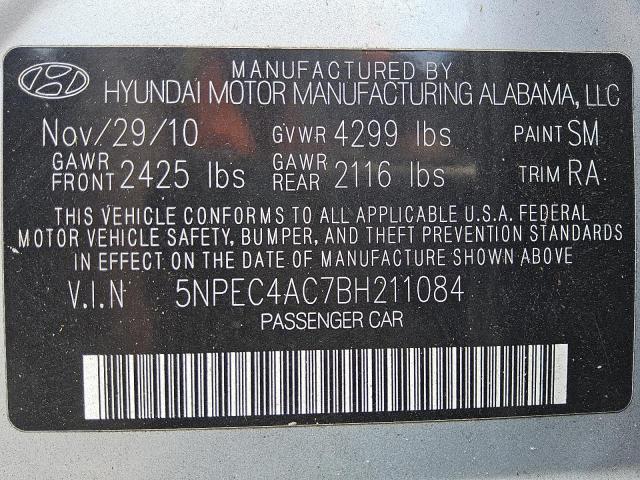 MANUFACTURED BY
HYUNDAI MOTOR MANUFACTURING ALABAMA, LLC
Nov/29/10 GVWR 4299 lbs PAINT SM
GAWR FRONT 2425 lbs GAWR REAR 2116 lbs TRIM RA
THIS VEHICLE CONFORMS TO ALL APPLICABLE U.S.A. FEDERAL
MOTOR VEHICLE SAFETY, BUMPER, AND THEFT PREVENTION STANDARDS
IN EFFECT ON THE DATE OF MANUFACTURE SHOWN ABOVE
V.I.N 5NPEC4AC7BH211084
PASSENGER CAR